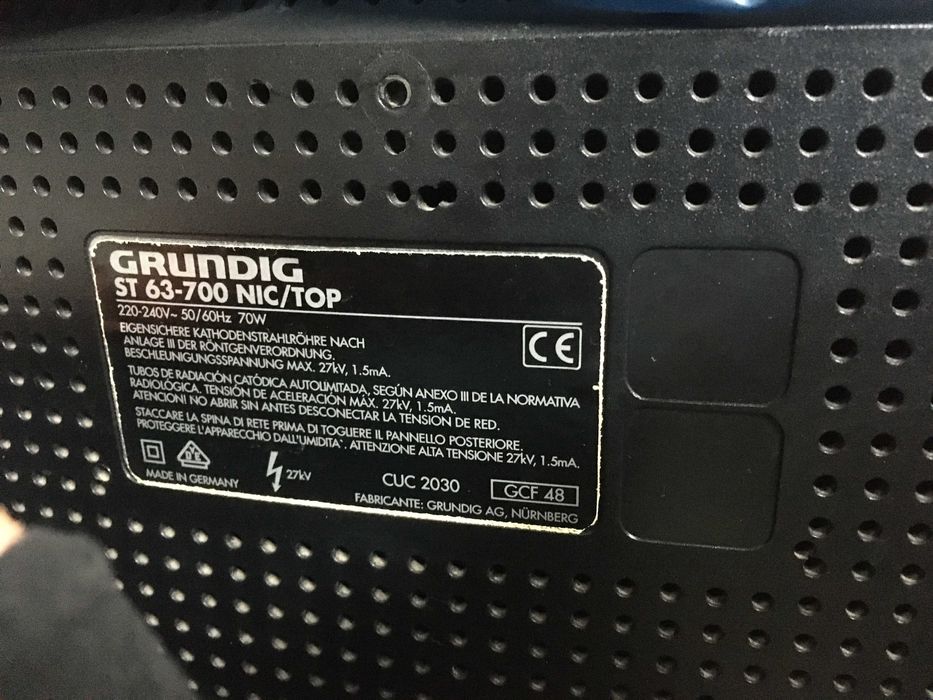 GRUNDIG
ST 63-700 NIC/TOP
220-240V~ 50/60Hz 70W
EIGENSICHERE KATHODENSTRAHLRÖHRE NACH
ANLAGE III DER RÖNTGENVERORDNUNG.
BESCHLEUNIGUNGSSPANNUNG MAX. 27kV, 1.5mA.
CE
TUBOS DE RADIACIÓN CATÓDICA AUTOLIMITADA, SEGÚN ANEXO III DE LA NORMATIVA
RADIOLÓGICA. TENSIÓN DE ACELERACIÓN MÁX. 27kV, 1.5mA.
ATENCION! NO ABRIR SIN ANTES DESCONECTAR LA TENSION DE RED.
STACCARE LA SPINA DI RETE PRIMA DI TOGLIERE IL PANNELLO POSTERIORE.
PROTEGGERE L'APPARECCHIO DALL'UMIDITA`. ATTENZIONE ALTA TENSIONE 27kV, 1.5mA.
27kV
CUC 2030
GCF 48
MADE IN GERMANY
FABRICANTE: GRUNDIG AG, NÜRNBERG